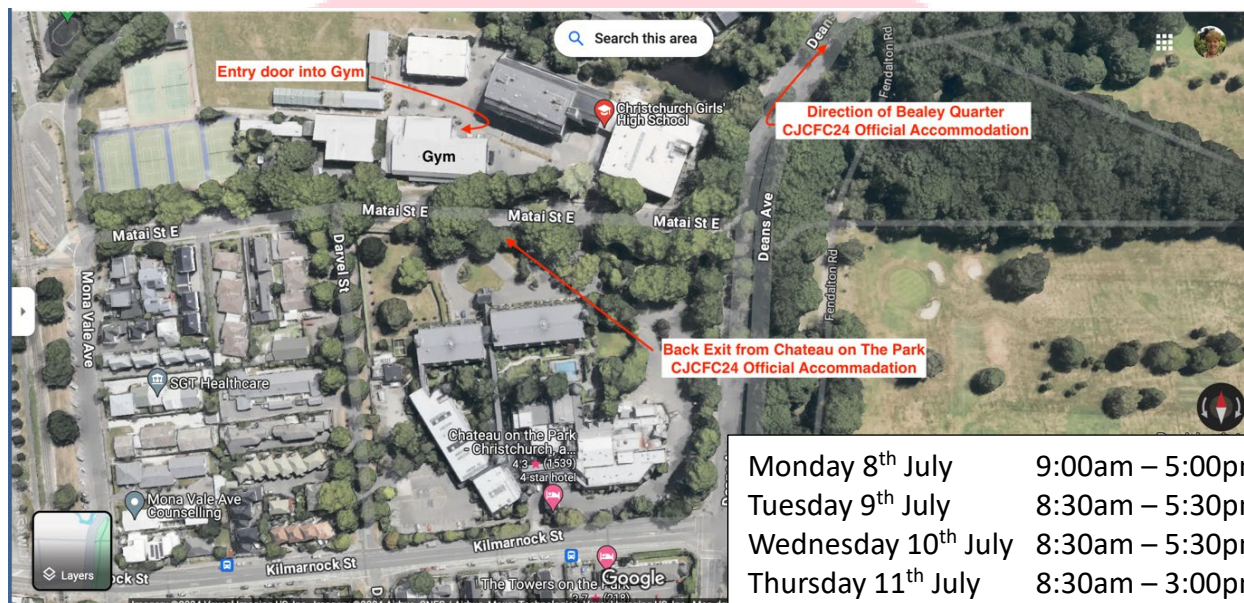 Search this area
Dean
Fendalton Rd
Entry door into Gym
Direction of Bealey Quarter
CJCFC24 Official Accommodation
Christchurch Girls'
High School
Gym
Matai St E
Matai St E
Matai St E
Matai St E
Deans Ave
Darvel St
Mona Vale Ave
Fendalton Rd
Back Exit from Chateau on The Park
CJCFC24 Official Accommadation
SGT Healthcare
Chateau on the Park
- Christchurch, a...
4.3 ★ (1539)
4-star hotel
Mona Vale Ave
Counselling
Kilmarnock St
Kilmarnock St
ock St
Layers
The Towers on the
Google
Monday 8th July 9:00am – 5:00pm
Tuesday 9th July 8:30am – 5:30pm
Wednesday 10th July 8:30am – 5:30pm
Thursday 11th July 8:30am – 3:00pm